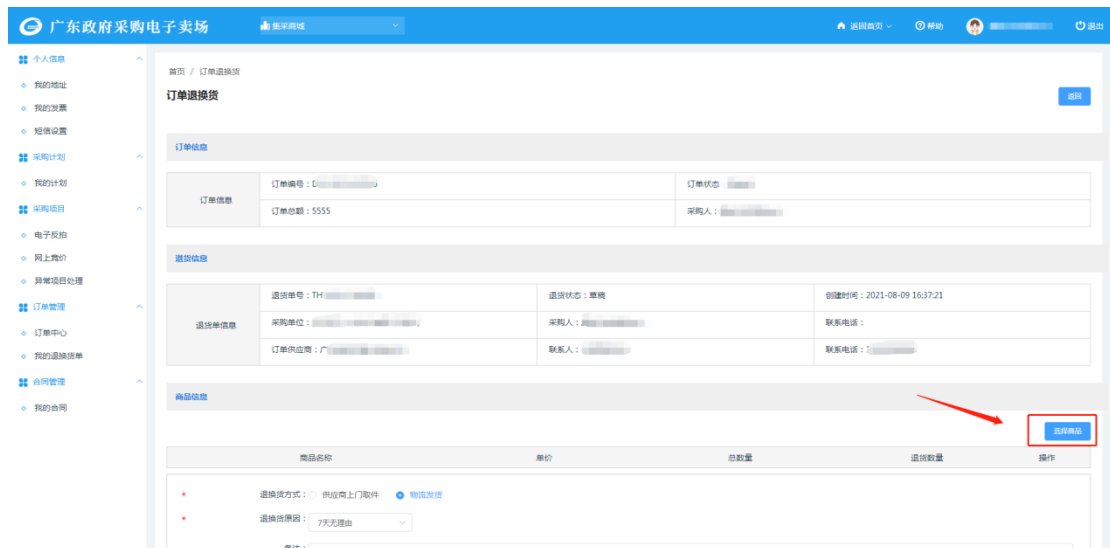 广东政府采购电子卖场 集采商城 返回首页 帮助 退出
个人信息
我的地址
我的发票
短信设置
采购计划
我的计划
采购项目
电子反拍
网上竞价
异常项目处理
订单管理
订单中心
我的退换货单
合同管理
我的合同
首页 / 订单退换货
订单退换货 返回
订单信息
订单信息
订单编号： 订单状态：
订单总额：5555 采购人：
退货信息
退货单信息
退货单号：TH 退货状态：草稿 创建时间：2021-08-09 16:37:21
采购单位： 采购人： 联系电话：
订单供应商：广 联系人： 联系电话：
商品信息
选择商品
商品名称 单价 总数量 退货数量 操作
* 退换货方式： 供应商上门取件 物流发货
* 退换货原因： 7天无理由